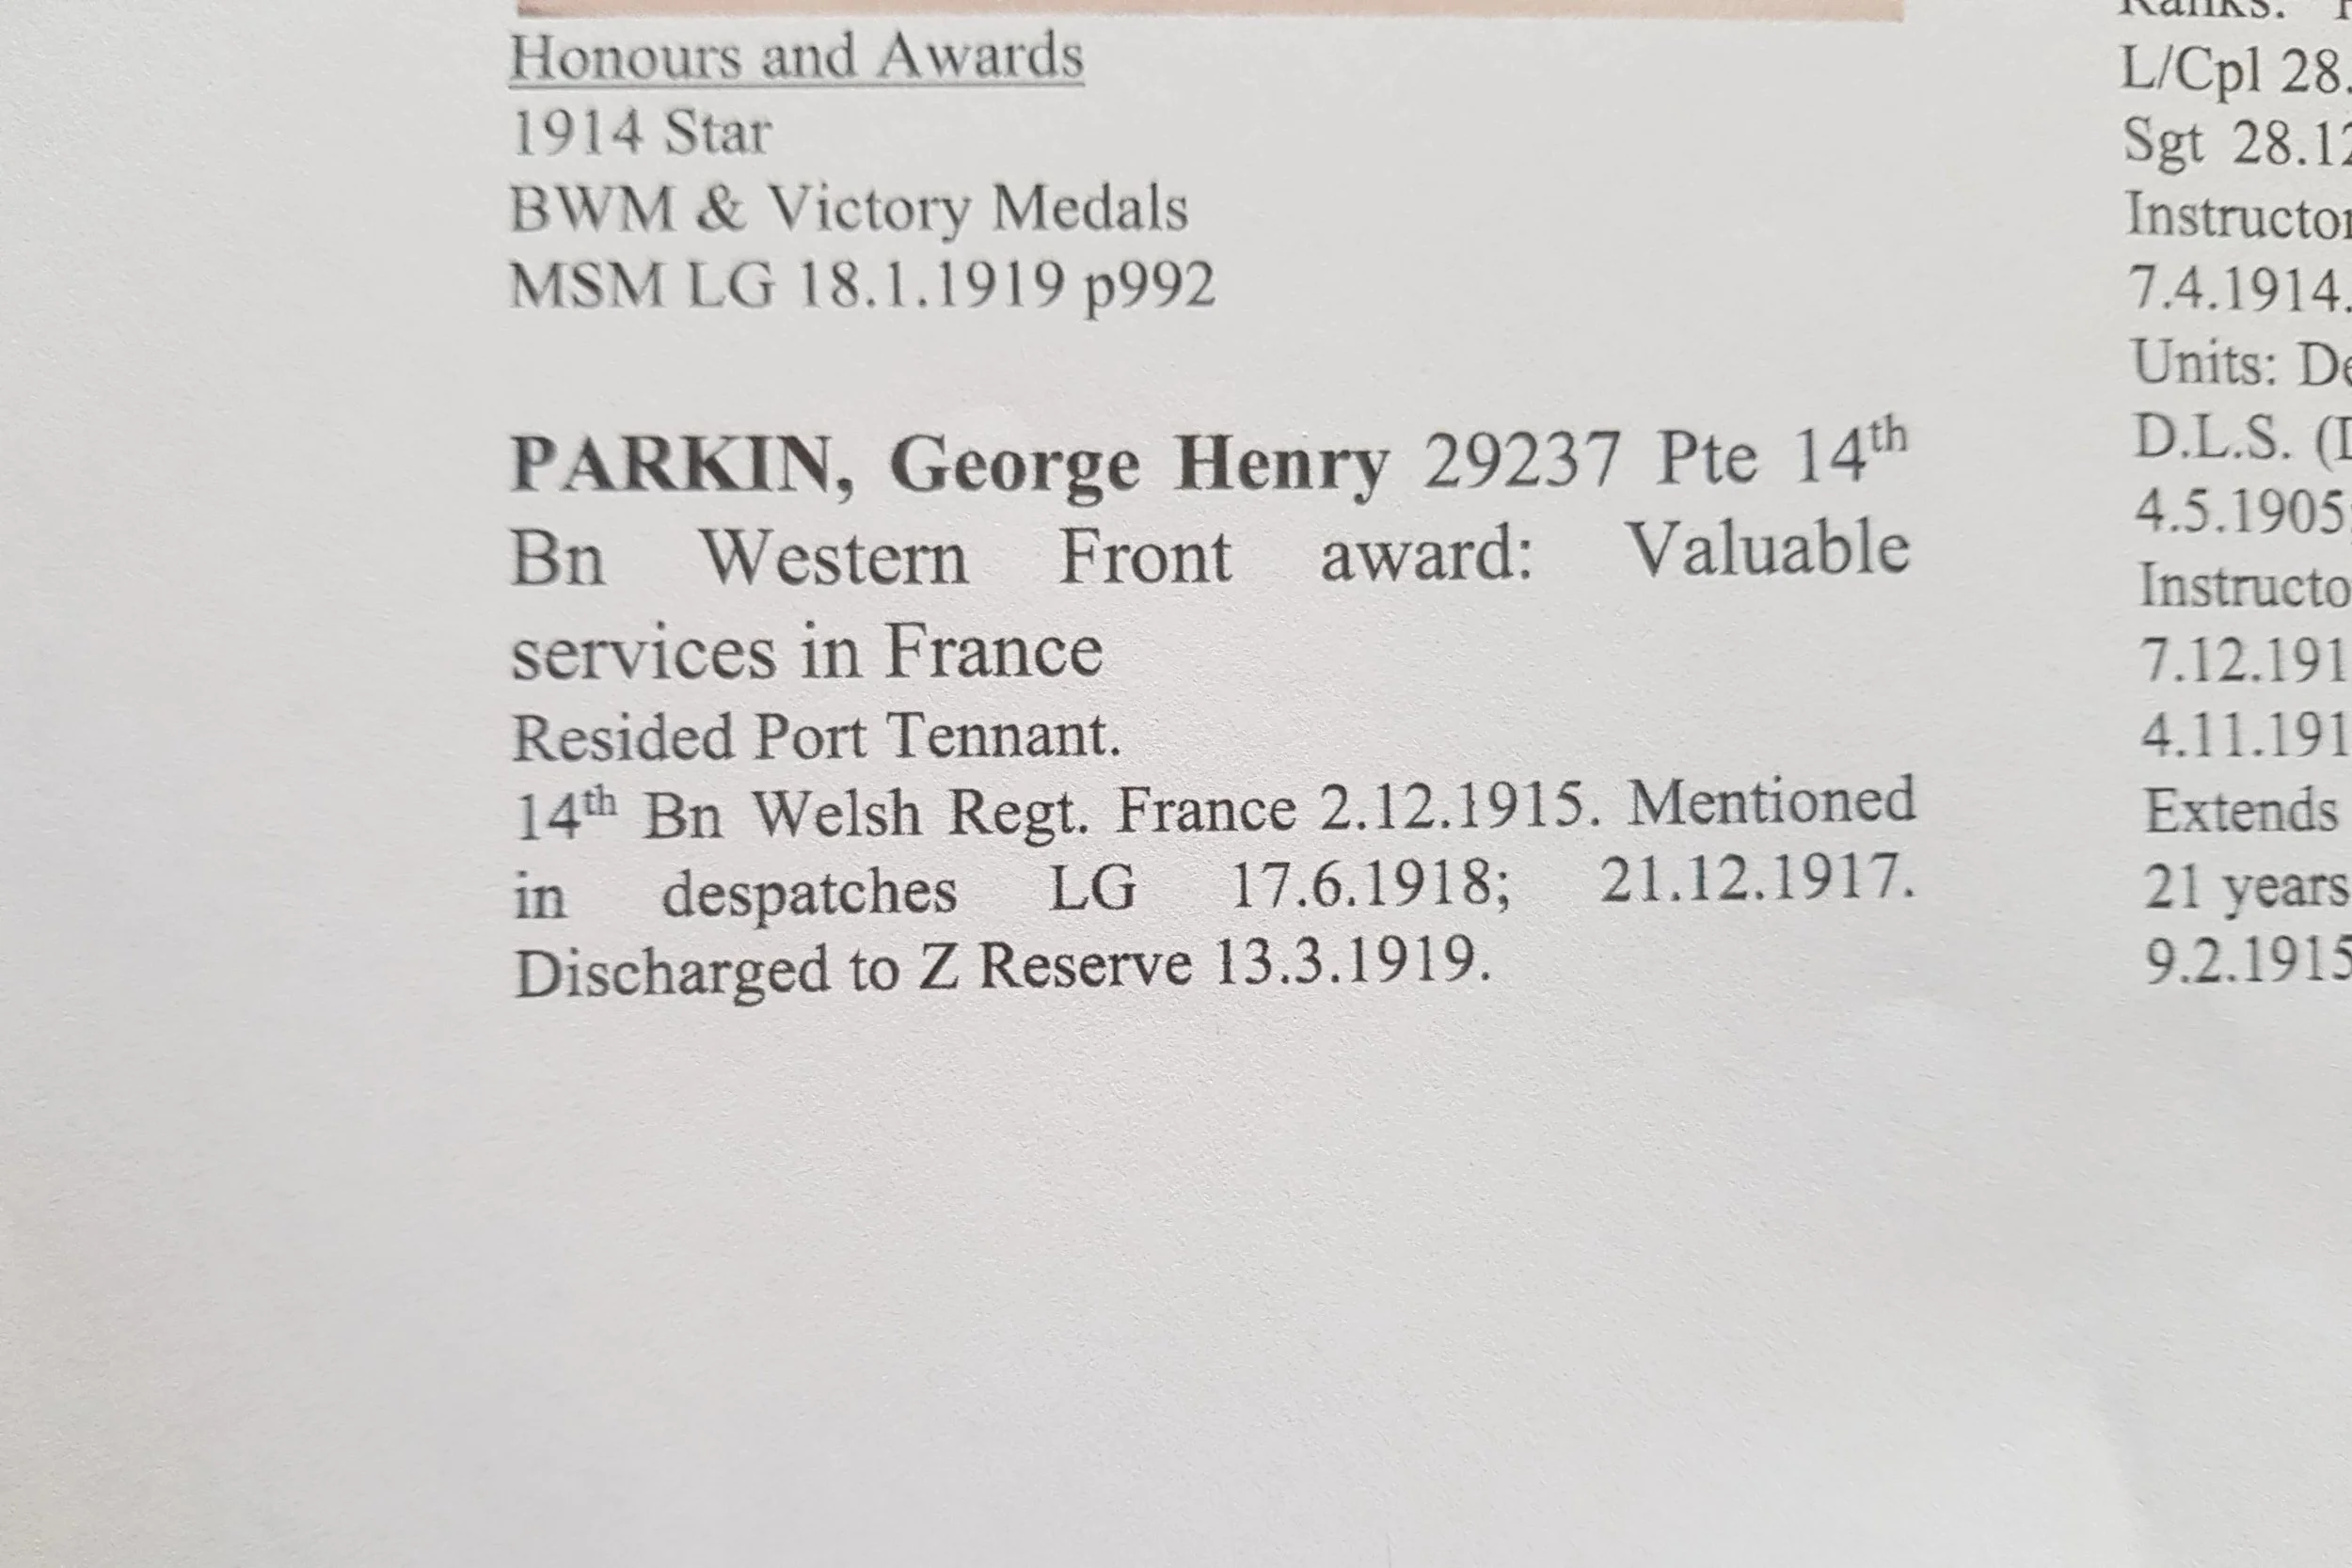 Honours and Awards
1914 Star
BWM & Victory Medals
MSM LG 18.1.1919 p992
PARKIN, George Henry 29237 Pte 14th
Bn Western Front award: Valuable
services in France
Resided Port Tennant.
14th Bn Welsh Regt. France 2.12.1915. Mentioned
in despatches LG 17.6.1918; 21.12.1917.
Discharged to Z Reserve 13.3.1919.
L/Cpl 28.
Sgt 28.12
Instructor
7.4.1914.
Units:
D.L.S.
4.5.1905
7.12.191
4.11.191
Extends
21 years
9.2.1915